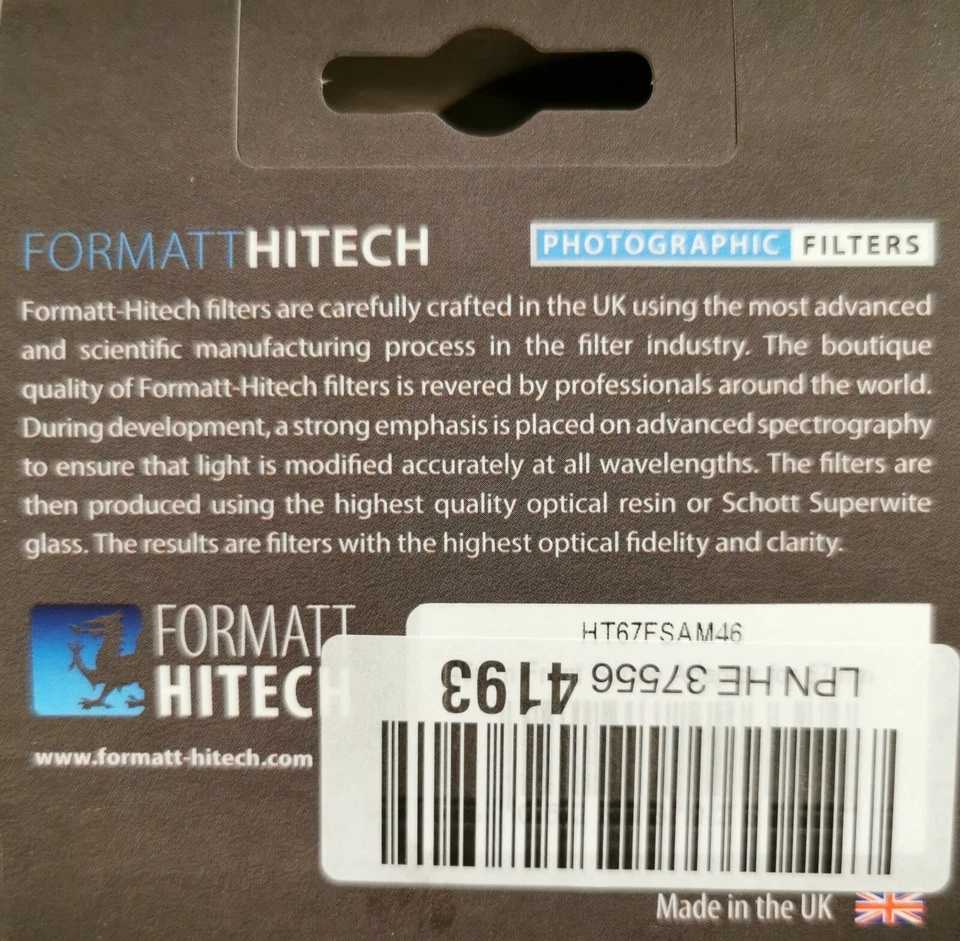 FORMATTHITECH
PHOTOGRAPHIC FILTERS
Formatt-Hitech filters are carefully crafted in the UK using the most advanced
and scientific manufacturing process in the filter industry. The boutique
quality of Formatt-Hitech filters is revered by professionals around the world.
During development, a strong emphasis is placed on advanced spectrography
to ensure that light is modified accurately at all wavelengths. The filters are
then produced using the highest quality optical resin or Schott Superwite
glass. The results are filters with the highest optical fidelity and clarity.
FORMATT
HITECH
www.formatt-hitech.com
HT67FSAM46
LPN HE 37556 4193
Made in the UK